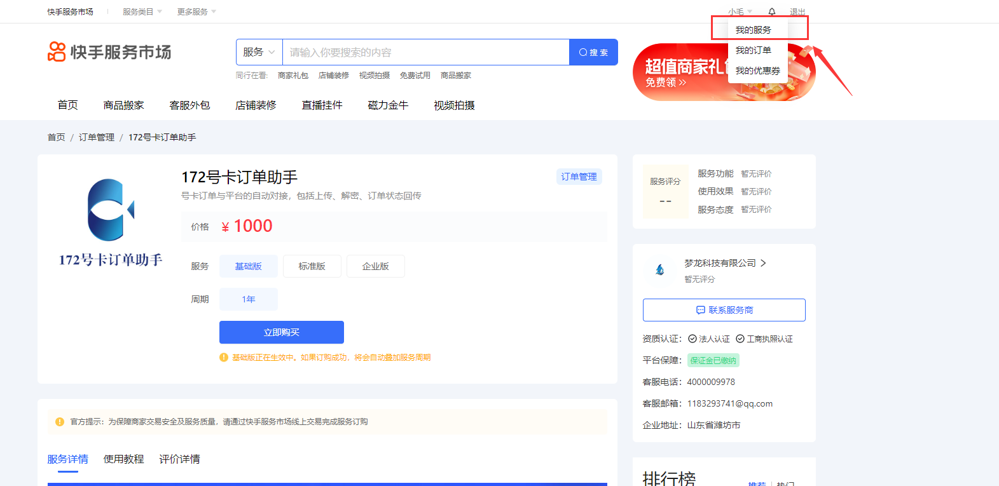 快手服务市场 服务类目 更多服务 小毛 退出
我的服务
我的订单
我的优惠券
快手服务市场
服务 请输入你要搜索的内容 搜 索
同行在看: 商家礼包 店铺装修 视频拍摄 免费试用 商品搬家
超值商家礼
免费领 >>
首页 商品搬家 客服外包 店铺装修 直播挂件 磁力金牛 视频拍摄
首页 / 订单管理 / 172号卡订单助手
172号卡订单助手 订单管理
号卡订单与平台的自动对接，包括上传、解密、订单状态回传
172号卡订单助手
价格 ¥ 1000
服务 基础版 标准版 企业版
周期 1年
立即购买
基础版正在生效中。如果订购成功，将会自动叠加服务周期
服务评分
--
服务功能 暂无评价
使用效果 暂无评价
服务态度 暂无评价
梦龙科技有限公司 >
暂无评分
联系服务商
资质认证： 法人认证 工商执照认证
平台保障： 保证金已缴纳
客服电话： 4000009978
客服邮箱： 1183293741@qq.com
企业地址： 山东省潍坊市
官方提示：为保障商家交易安全及服务质量，请通过快手服务市场线上交易完成服务订购
服务详情 使用教程 评价详情
排行榜 推荐 | 热门